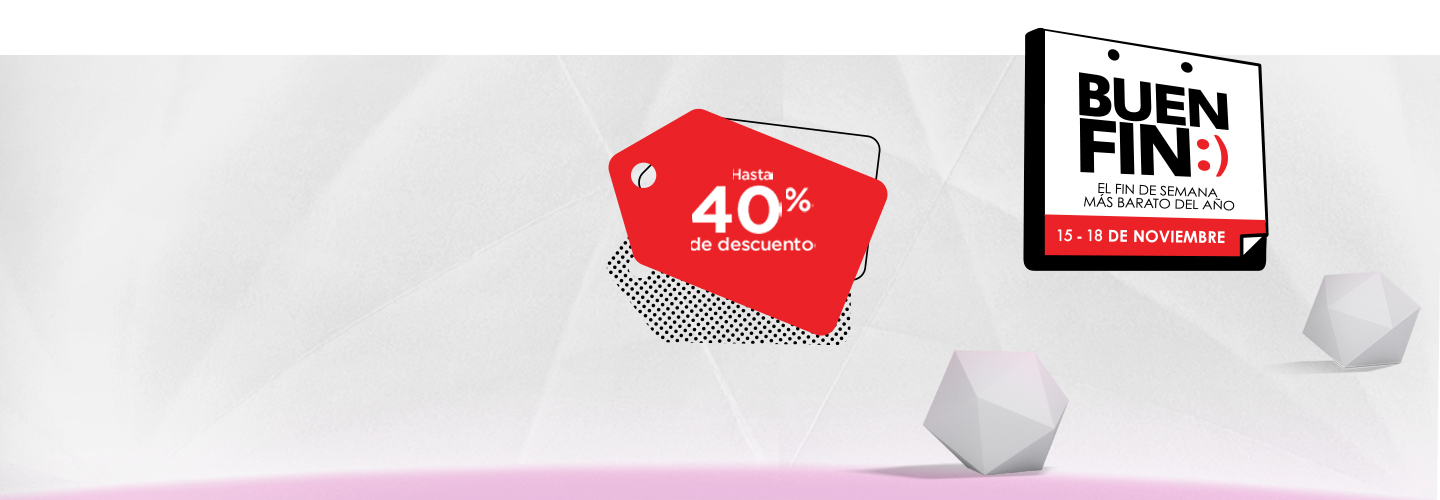 Hasta
40%
de descuento
BUEN
FIN:)
EL FIN DE SEMANA
MÁS BARATO DEL AÑO
15 - 18 DE NOVIEMBRE